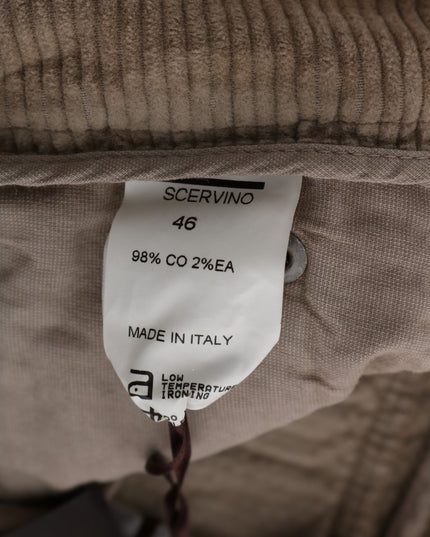 SCERVINO
46
98% CO 2%EA
MADE IN ITALY
a LOW
TEMPERATURE
IRONING